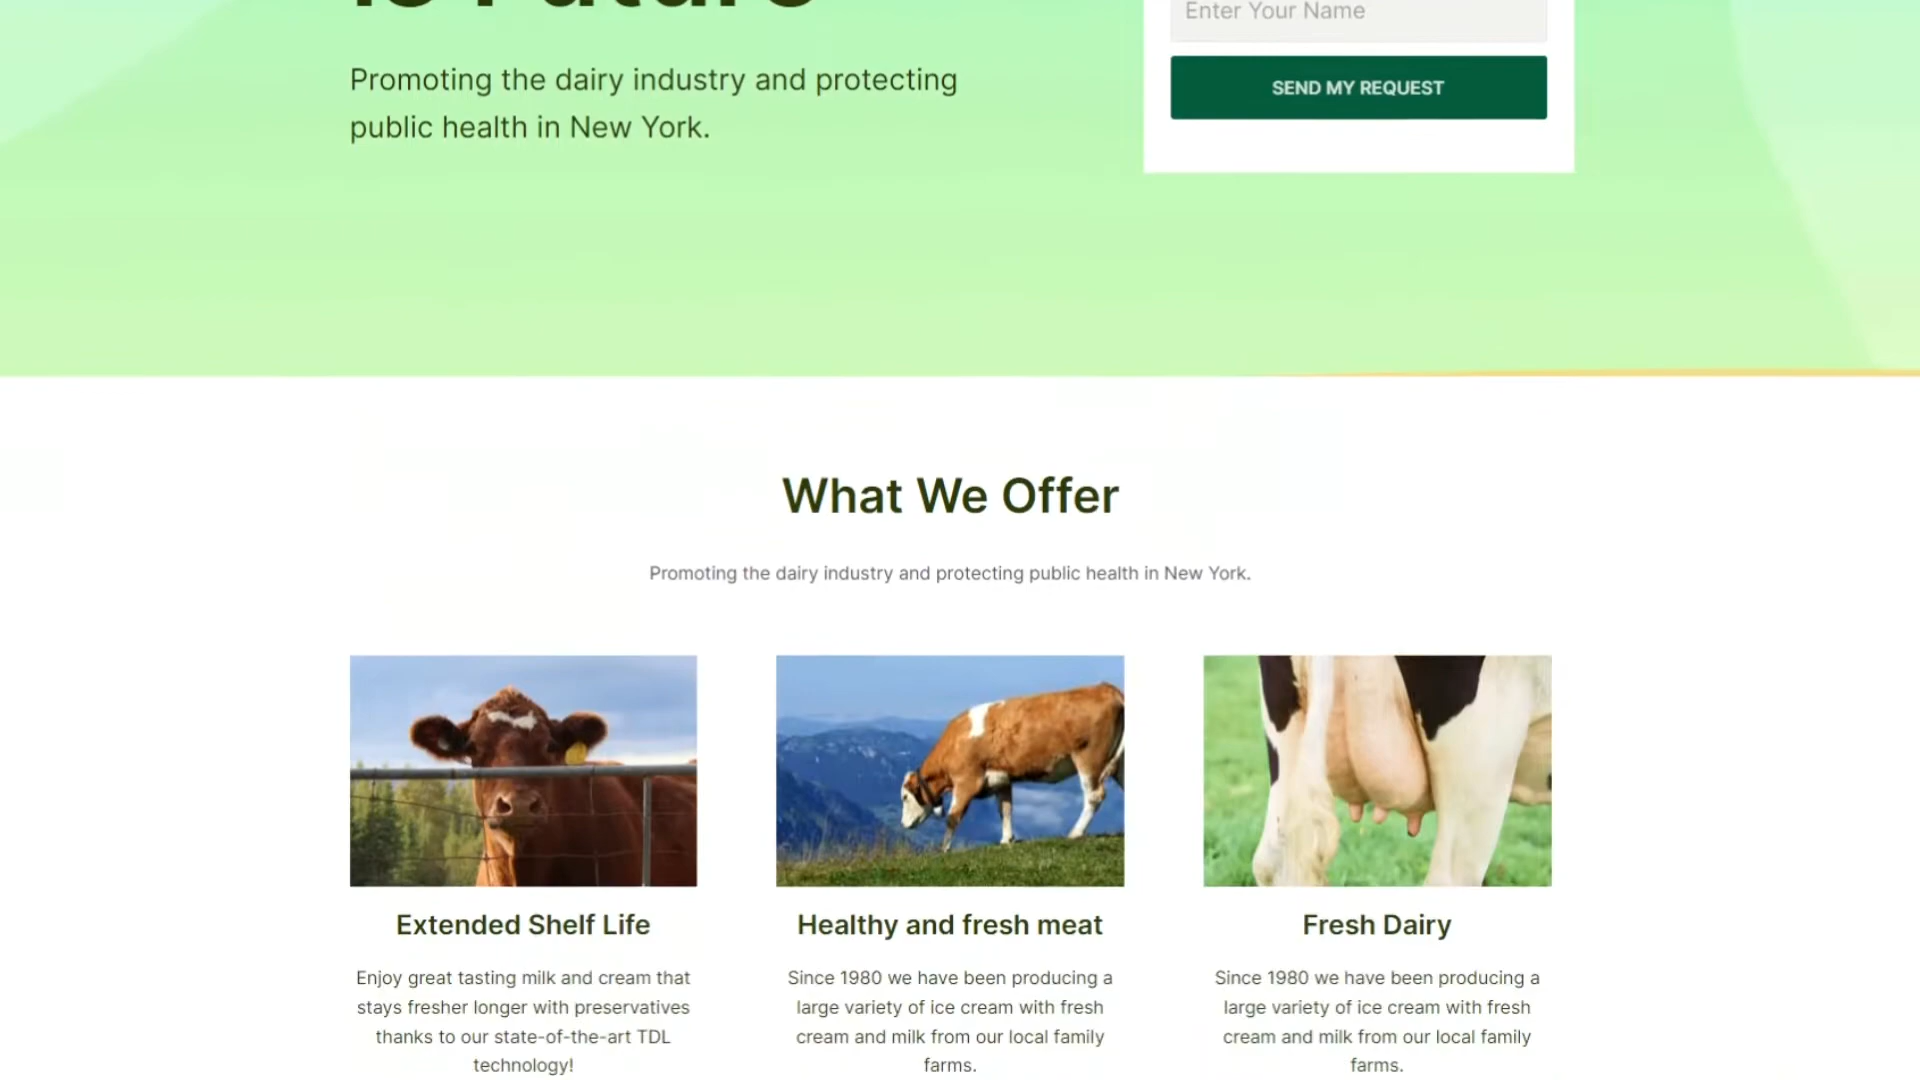 Promoting the dairy industry and protecting
public health in New York.
Enter Your Name
SEND MY REQUEST
What We Offer
Promoting the dairy industry and protecting public health in New York.
Extended Shelf Life
Enjoy great tasting milk and cream that
stays fresher longer with preservatives
thanks to our state-of-the-art TDL
technology!
Healthy and fresh meat
Since 1980 we have been producing a
large variety of ice cream with fresh
cream and milk from our local family
farms.
Fresh Dairy
Since 1980 we have been producing a
large variety of ice cream with fresh
cream and milk from our local family
farms.